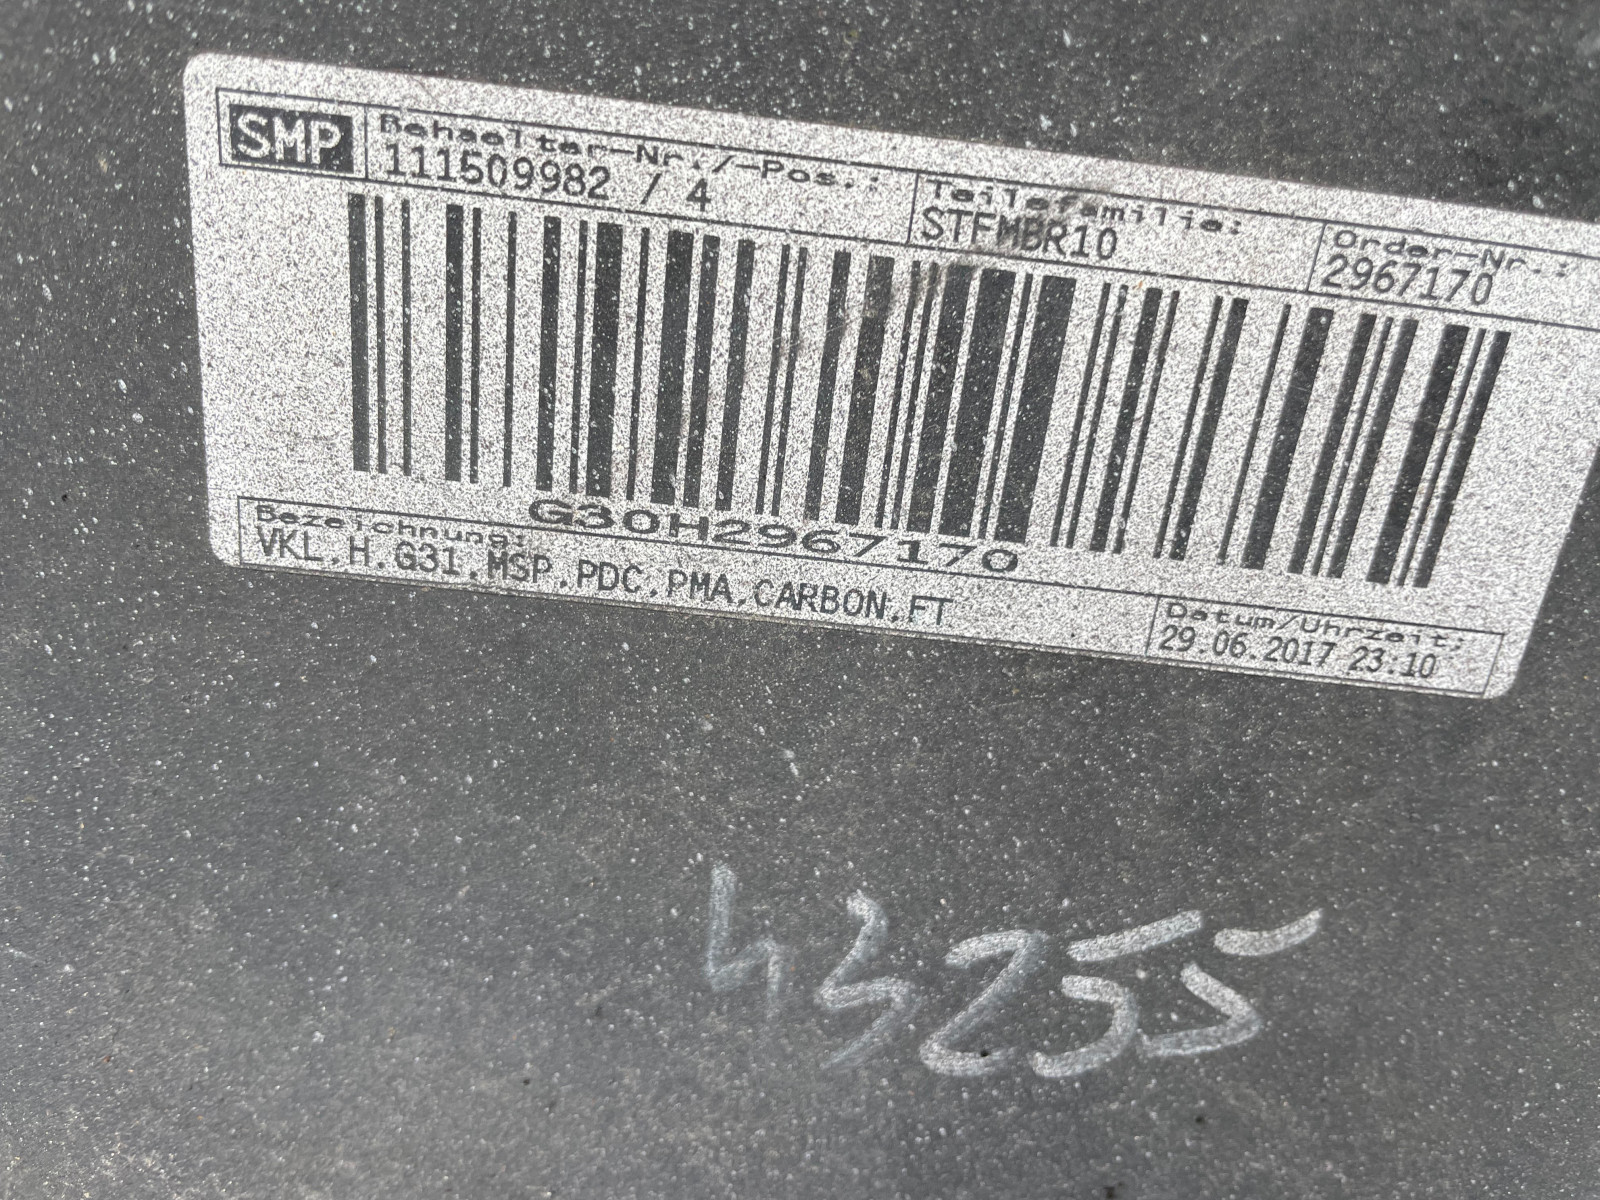 SMP
Behaelter-Nr./-Pos.:
111509982 / 4
Teilefamilie:
STFMBR10
Order-Nr.:
2967170
G30H2967170
Bezeichnung:
VKL.H.G31.MSP.PDC.PMA.CARBON.FT
Datum/Uhrzeit:
29.06.2017 23:10
43255